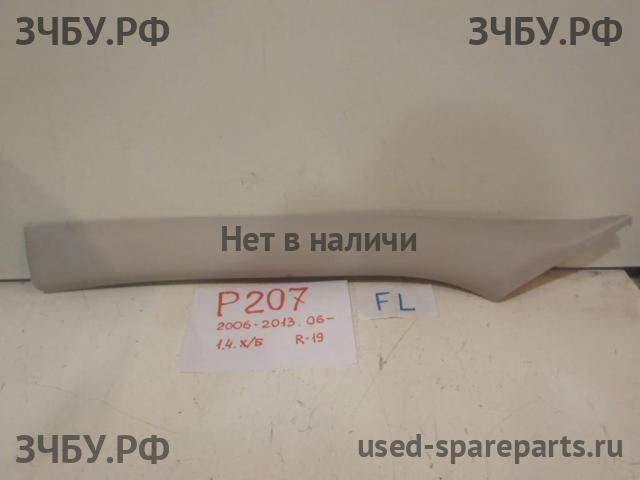 ЗЧБУ.РФ ЗЧБУ.РФ
Нет в наличи
P207 FL
2006-2013. 06-
1.4. Х/Б R-19
ЗЧБУ.РФ used-spareparts.ru